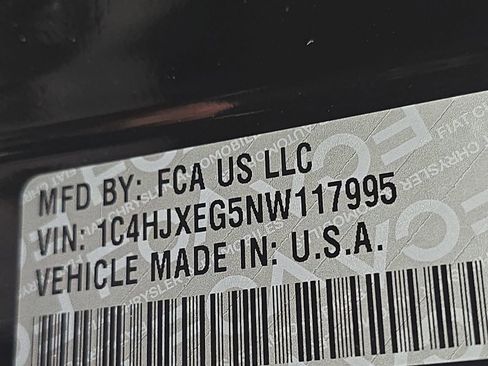 MFD BY: FCA US LLC
VIN: 1C4HJXEG5NW117995
VEHICLE MADE IN: U.S.A.